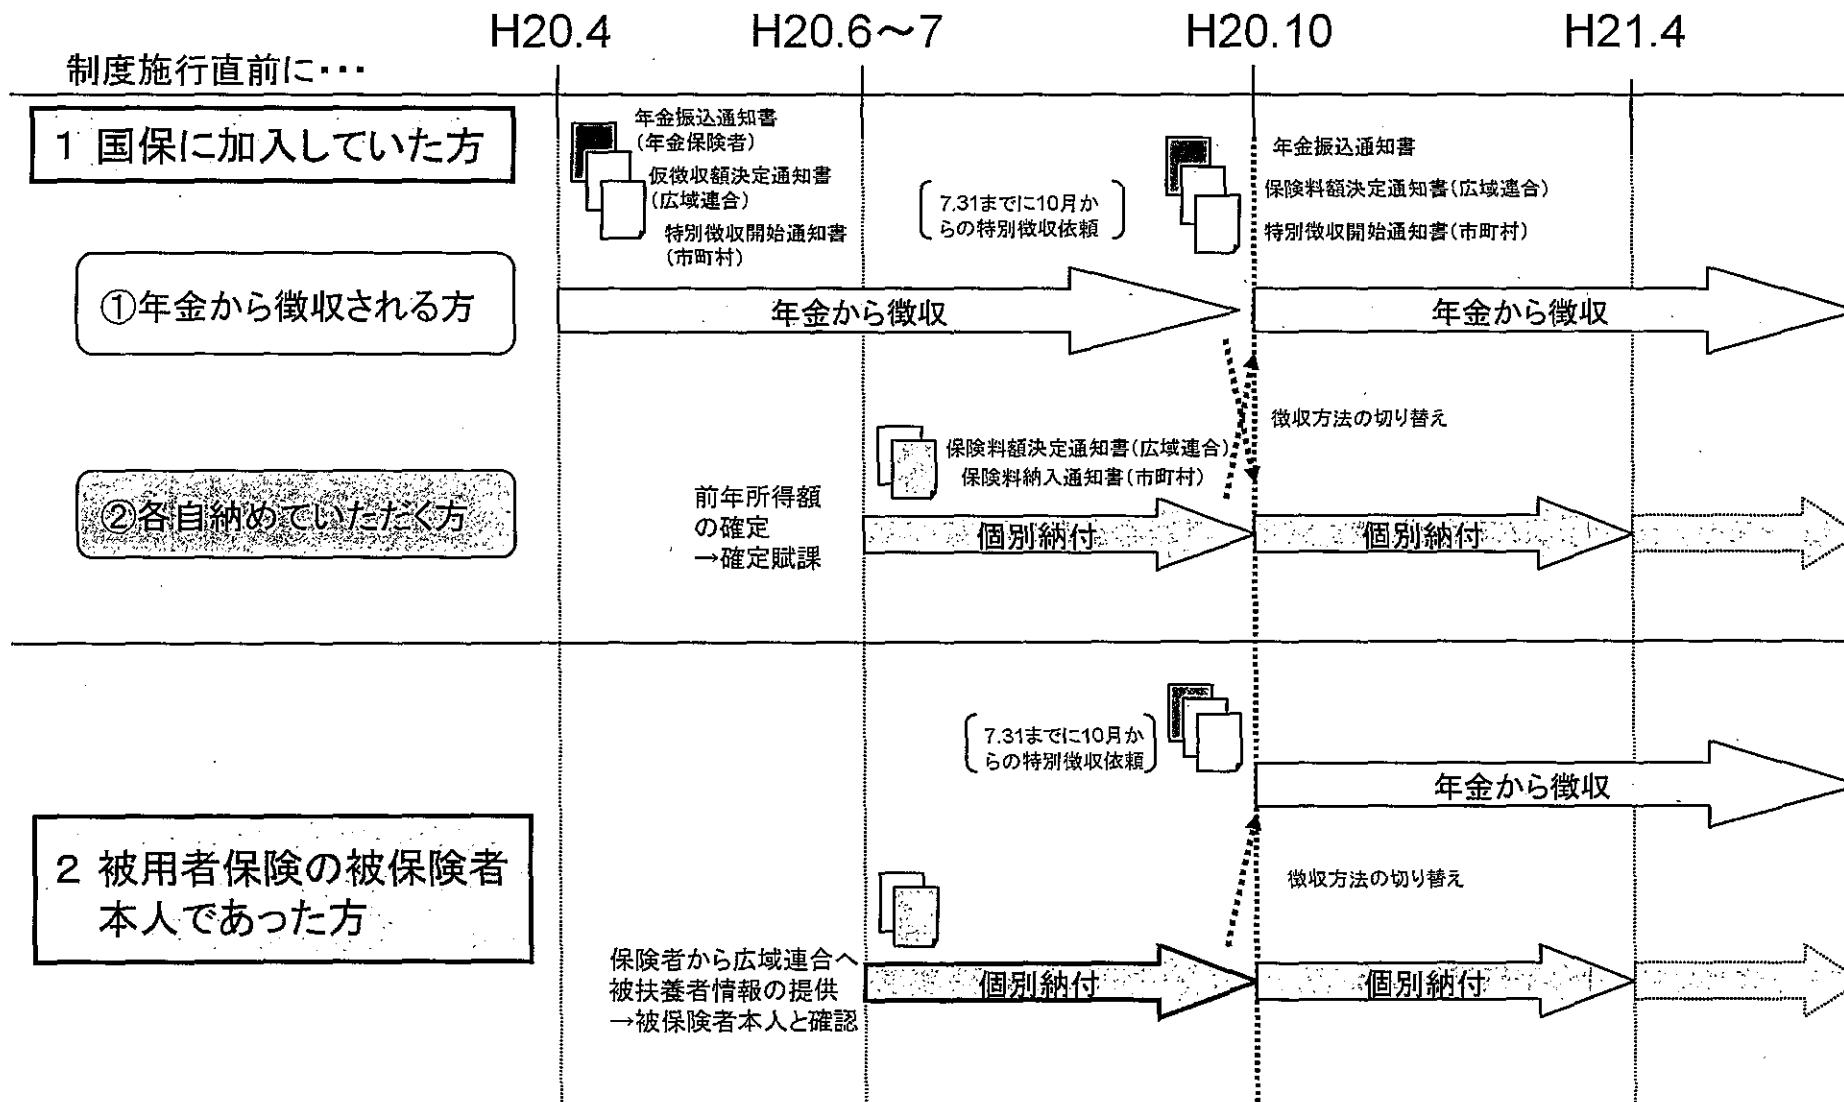 H20.4
H20.6～7
H20.10
H21.4
制度施行直前に・・・
1 国保に加入していた方
年金振込通知書
(年金保険者)
仮徴収額決定通知書
(広域連合)
特別徴収開始通知書
(市町村)
7.31までに10月か
らの特別徴収依頼
年金振込通知書
保険料額決定通知書(広域連合)
特別徴収開始通知書(市町村)
①年金から徴収される方
年金から徴収
年金から徴収
徴収方法の切り替え
保険料額決定通知書(広域連合)
保険料納入通知書(市町村)
②各自納めていただく方
前年所得額
の確定
→確定賦課
個別納付
個別納付
7.31までに10月か
らの特別徴収依頼
年金から徴収
2 被用者保険の被保険者
本人であった方
徴収方法の切り替え
保険者から広域連合へ
被扶養者情報の提供
→被保険者本人と確認
個別納付
個別納付